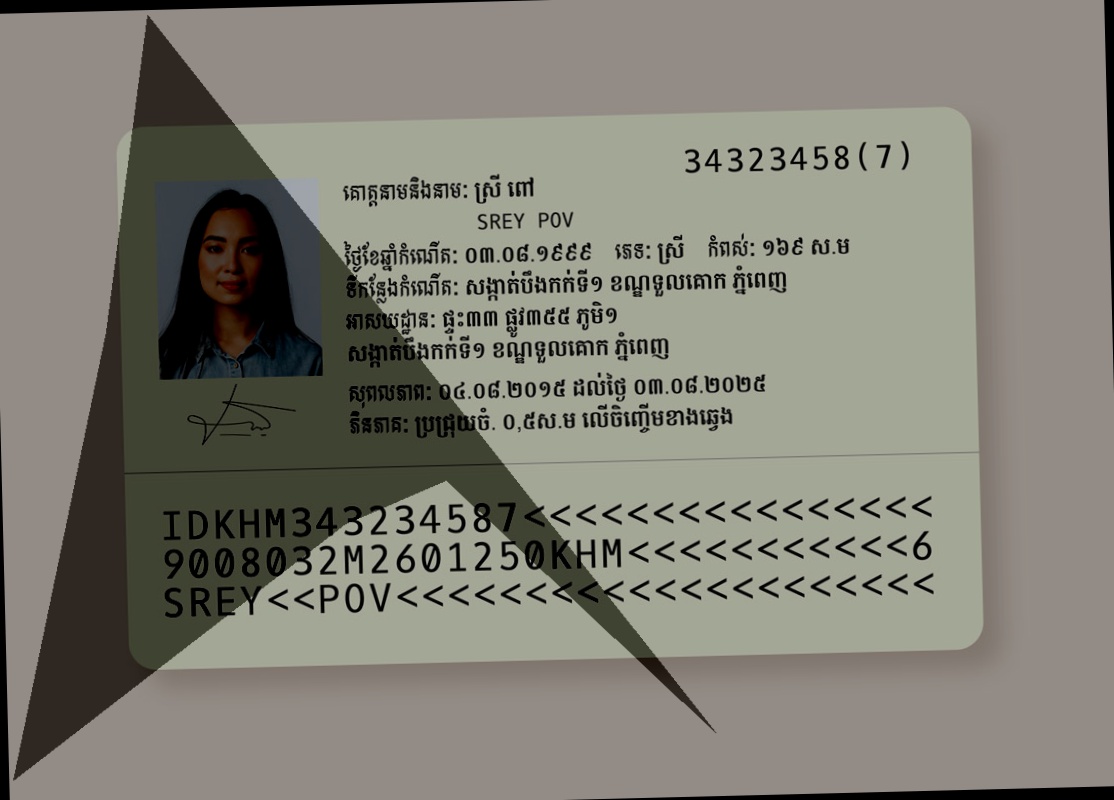 34323458(7)
គោត្តនាមនិងនាម: ស្រី ពៅ
SREY POV
ថ្ងៃខែឆ្នាំកំណើត: ០៣.០៨.១៩៩៩ ភេទ: ស្រី កំពស់: ១៦៩ ស.ម
ទីកន្លែងកំណើត: សង្កាត់បឹងកក់ទី១ ខណ្ឌទួលគោក ភ្នំពេញ
អាសយដ្ឋាន: ផ្ទះ៣៣ ផ្លូវ៣៥៥ ភូមិ១
សង្កាត់បឹងកក់ទី១ ខណ្ឌទួលគោក ភ្នំពេញ
សុពលភាព: ០៤.០៨.២០១៥ ដល់ថ្ងៃ ០៣.០៨.២០២៥
ភិនភាគ: ប្រជ្រុយចំ. ០,៥ស.ម លើចិញ្ចើមខាងឆ្វេង
IDKHM343234587<<<<<<<<<<<<<<<<
9008032M2601250KHM<<<<<<<<<<<6
SREY<<POV<<<<<<<<<<<<<<<<<<<<<